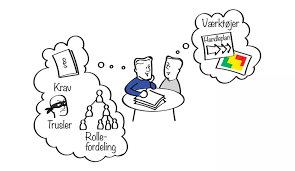 Værktøjer
Handleplan
Krav
Trusler
Rolle-
fordeling